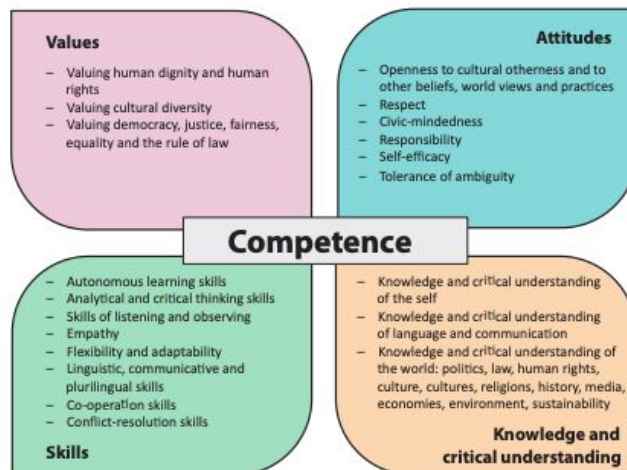 Values
– Valuing human dignity and human
rights
– Valuing cultural diversity
– Valuing democracy, justice, fairness,
equality and the rule of law
Attitudes
– Openness to cultural otherness and to
other beliefs, world views and practices
– Respect
– Civic-mindedness
– Responsibility
– Self-efficacy
– Tolerance of ambiguity
Competence
– Autonomous learning skills
– Analytical and critical thinking skills
– Skills of listening and observing
– Empathy
– Flexibility and adaptability
– Linguistic, communicative and
plurilingual skills
– Co-operation skills
– Conflict-resolution skills
Skills
– Knowledge and critical understanding
of the self
– Knowledge and critical understanding
of language and communication
– Knowledge and critical understanding of
the world: politics, law, human rights,
culture, cultures, religions, history, media,
economies, environment, sustainability
Knowledge and
critical understanding